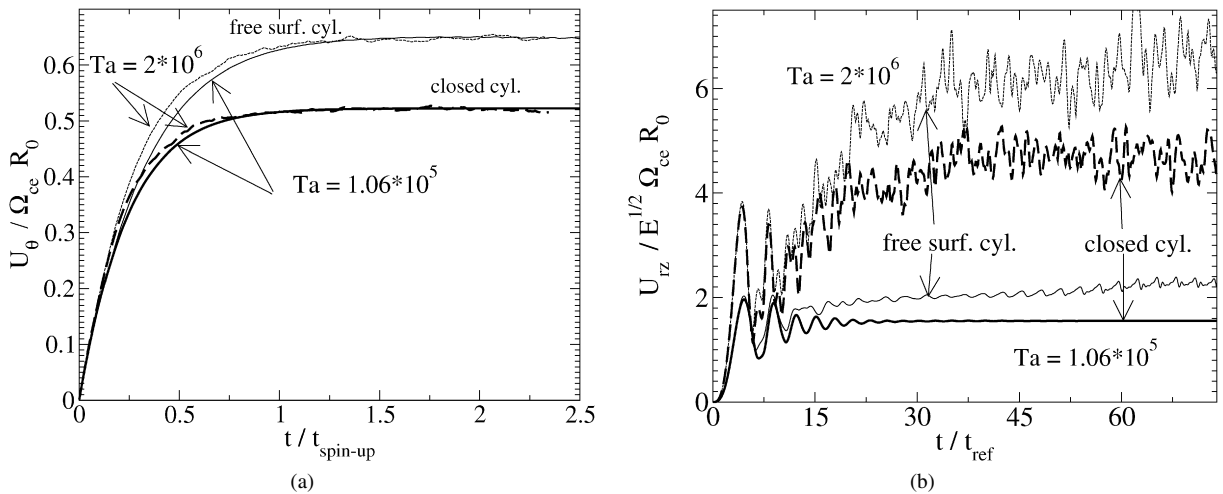 free surf. cyl.
Ta = 2*10^6
closed cyl.
Ta = 1.06*10^5
U_θ / Ω_ce R_0
0
0.1
0.2
0.3
0.4
0.5
0.6
0
0.5
1
1.5
2
2.5
t / t_spin-up
(a)
Ta = 2*10^6
free surf. cyl.
closed cyl.
Ta = 1.06*10^5
U_rz / E^1/2 Ω_ce R_0
0
2
4
6
0
15
30
45
60
t / t_ref
(b)